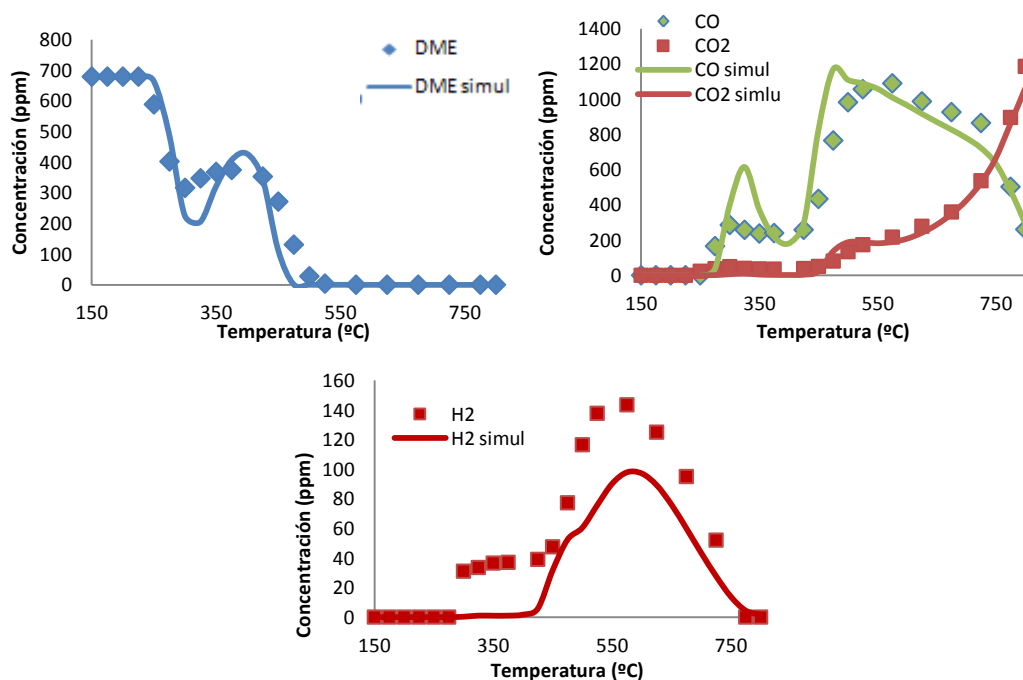 DME
DME simul
Concentración (ppm)
800
700
600
500
400
300
200
100
0
150
350
550
750
Temperatura (ºC)
CO
CO2
CO simul
CO2 simlu
Concentración (ppm)
1400
1200
1000
800
600
400
200
0
150
350
550
750
Temperatura (ºC)
H2
H2 simul
Concentración (ppm)
160
140
120
100
80
60
40
20
0
150
350
550
750
Temperatura (ºC)